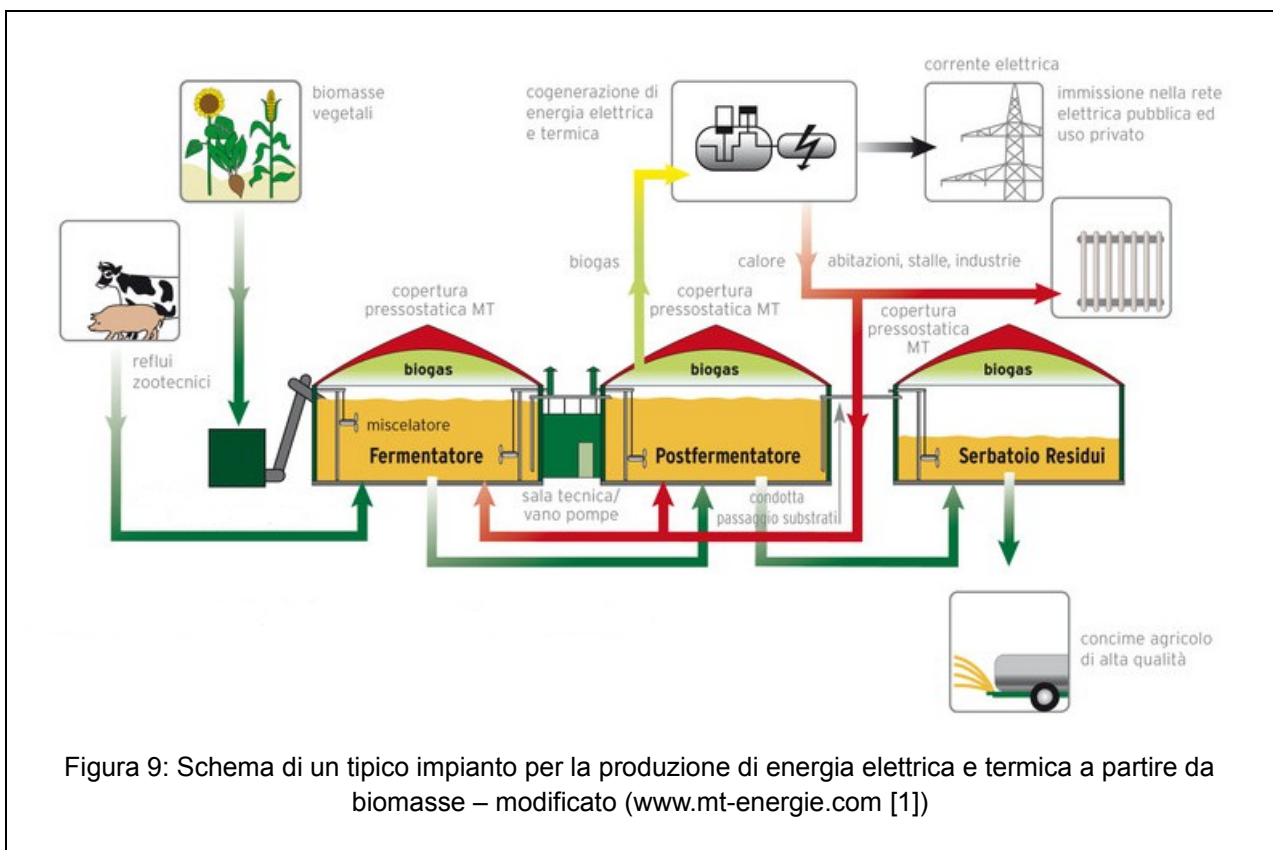 biomasse
vegetali
cogenerazione di
energia elettrica
e termica
corrente elettrica
immissione nella rete
elettrica pubblica ed
uso privato
biogas
calore
abitazioni, stalle, industrie
reflui
zootecnici
copertura
pressostatica MT
copertura
pressostatica MT
copertura
pressostatica
MT
biogas
biogas
biogas
miscelatore
Fermentatore
Postfermentatore
Serbatoio Residui
sala tecnica/
vano pompe
condotta
passaggio substrati
concime agricolo
di alta qualità
Figura 9: Schema di un tipico impianto per la produzione di energia elettrica e termica a partire da
biomasse – modificato (www.mt-energie.com [1])